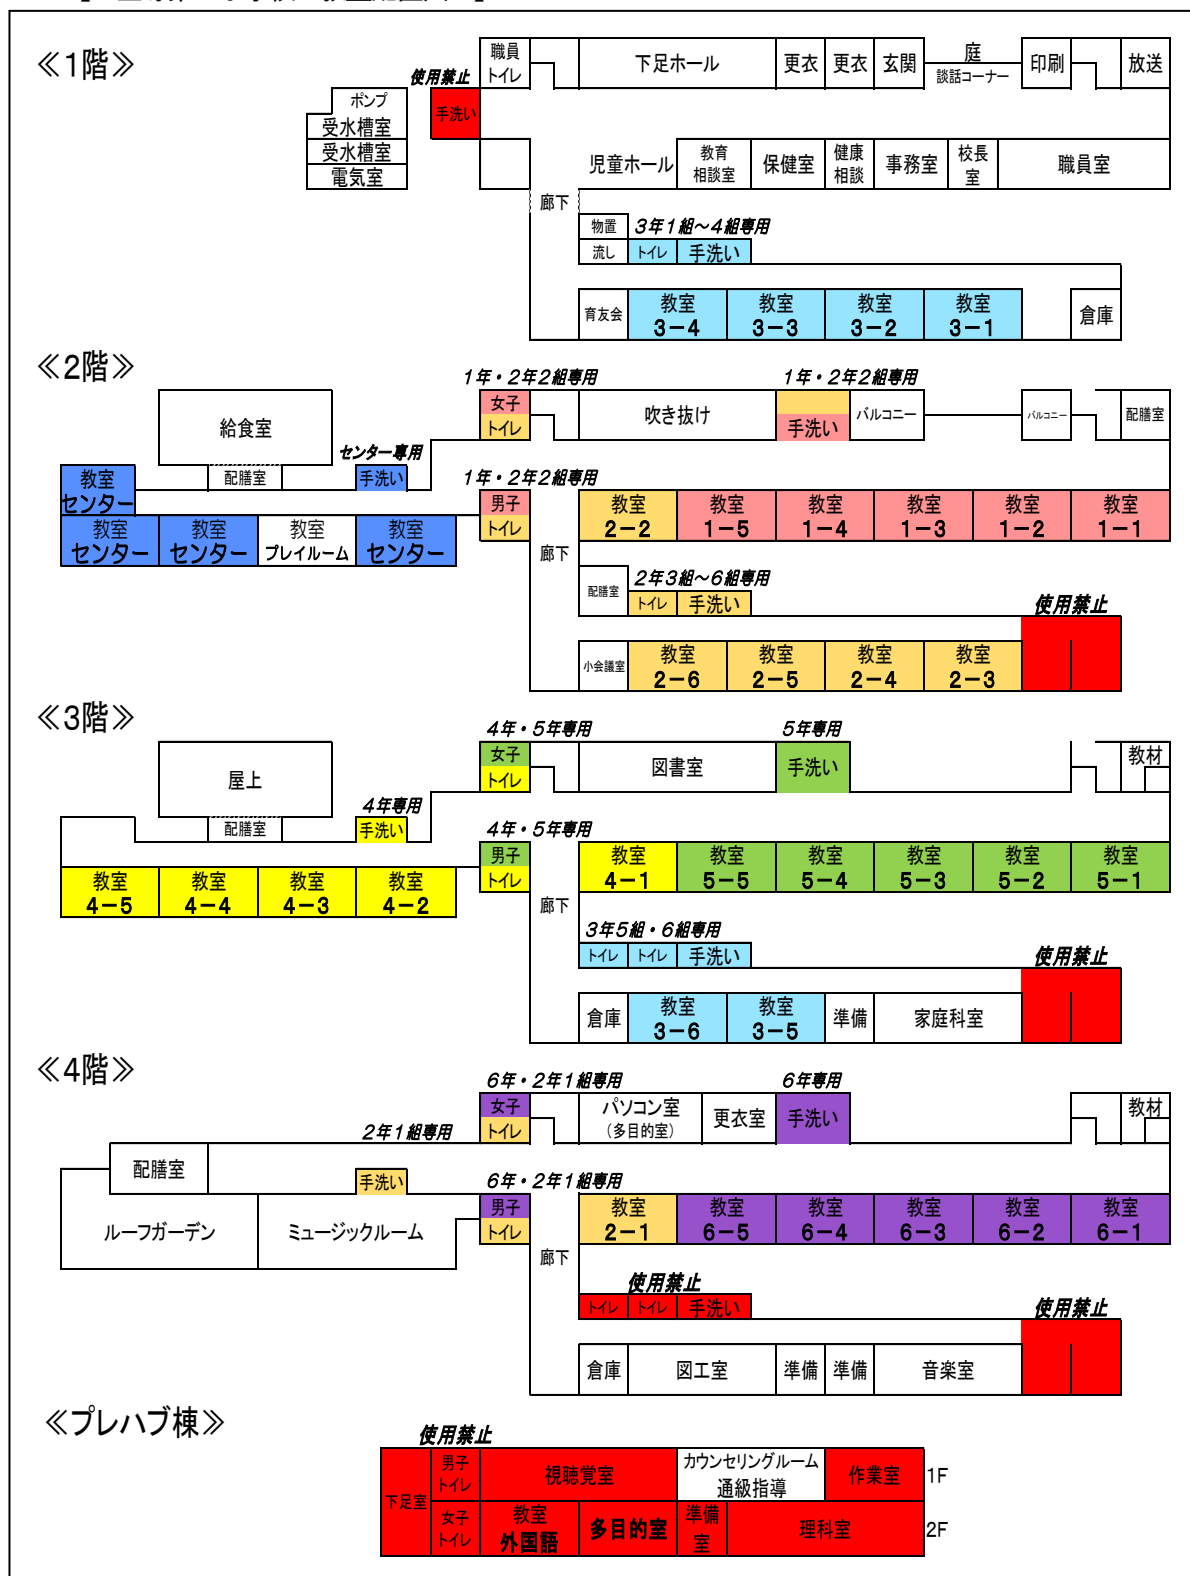 ≪1階≫
職員
トイレ
下足ホール
更衣
更衣
玄関
庭
談話コーナー
印刷
放送
使用禁止
手洗い
ポンプ
受水槽室
受水槽室
電気室
児童ホール
教育
相談室
保健室
健康
相談
事務室
校長
室
職員室
廊下
物置
流し
3年1組～4組専用
トイレ
手洗い
育友会
教室
3－4
教室
3－3
教室
3－2
教室
3－1
倉庫
≪2階≫
1年・2年2組専用
1年・2年2組専用
給食室
女子
トイレ
吹き抜け
手洗い
バルコニー
バルコニー
配膳室
センター専用
配膳室
手洗い
1年・2年2組専用
教室
センター
男子
トイレ
教室
2－2
教室
1－5
教室
1－4
教室
1－3
教室
1－2
教室
1－1
教室
センター
教室
センター
教室
プレイルーム
教室
センター
廊下
配膳室
2年3組～6組専用
トイレ
手洗い
使用禁止
小会議室
教室
2－6
教室
2－5
教室
2－4
教室
2－3
≪3階≫
4年・5年専用
5年専用
屋上
女子
トイレ
図書室
手洗い
教材
4年専用
配膳室
手洗い
4年・5年専用
男子
トイレ
教室
4－1
教室
5－5
教室
5－4
教室
5－3
教室
5－2
教室
5－1
教室
4－5
教室
4－4
教室
4－3
教室
4－2
廊下
3年5組・6組専用
トイレ
トイレ
手洗い
使用禁止
倉庫
教室
3－6
教室
3－5
準備
家庭科室
≪4階≫
6年・2年1組専用
6年専用
女子
トイレ
パソコン室
（多目的室）
更衣室
手洗い
教材
2年1組専用
配膳室
手洗い
6年・2年1組専用
ルーフガーデン
ミュージックルーム
男子
トイレ
教室
2－1
教室
6－5
教室
6－4
教室
6－3
教室
6－2
教室
6－1
廊下
使用禁止
トイレ
トイレ
手洗い
使用禁止
倉庫
図工室
準備
準備
音楽室
≪プレハブ棟≫
使用禁止
下足室
男子
トイレ
視聴覚室
カウンセリングルーム
通級指導
作業室
1F
女子
トイレ
教室
外国語
多目的室
準備
室
理科室
2F